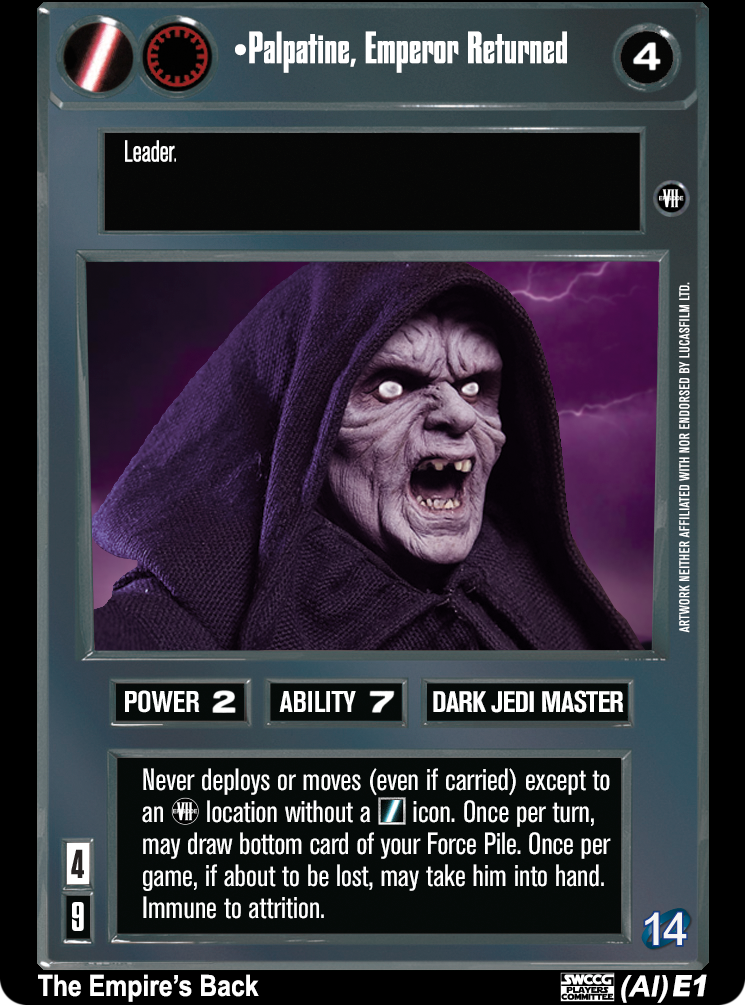 •Palpatine, Emperor Returned
4
Leader.
EPISODE VII
ARTWORK NEITHER AFFILIATED WITH NOR ENDORSED BY LUCASFILM LTD.
POWER 2 ABILITY 7 DARK JEDI MASTER
Never deploys or moves (even if carried) except to
an EPISODE VII location without a icon. Once per turn,
may draw bottom card of your Force Pile. Once per
game, if about to be lost, may take him into hand.
Immune to attrition.
4
9
14
The Empire's Back
SWCCG
PLAYERS
COMMITTEE
(AI) E1